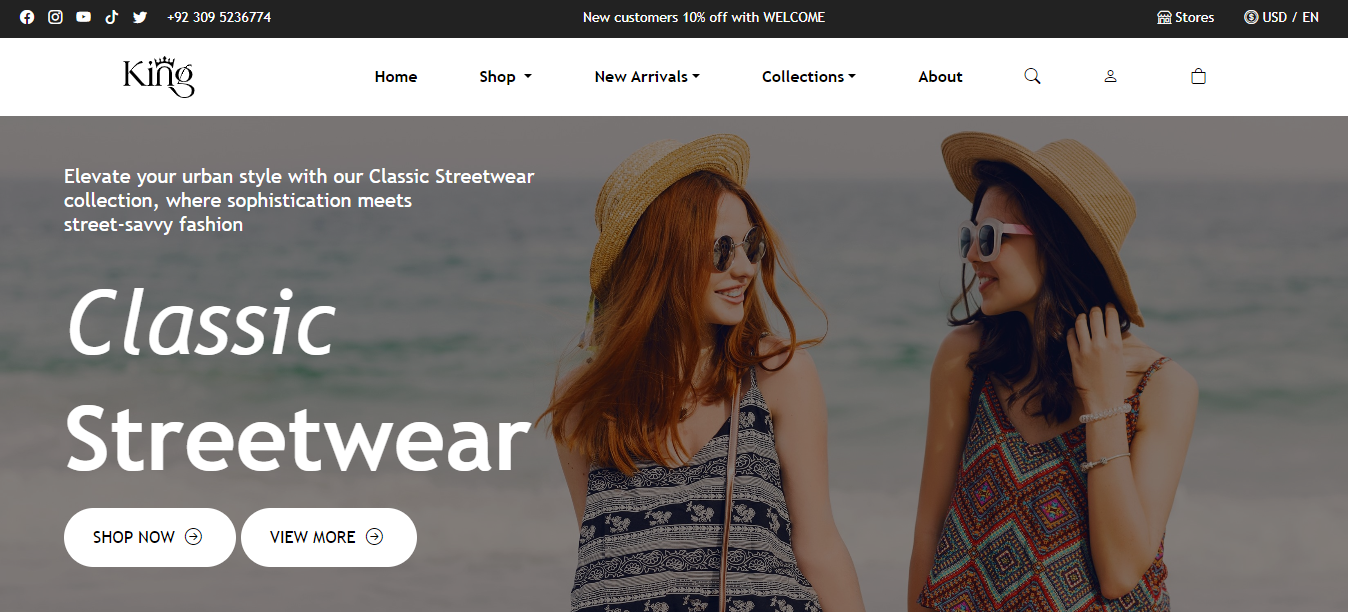 +92 309 5236774
New customers 10% off with WELCOME
Stores
USD / EN
King
Home
Shop
New Arrivals
Collections
About
Elevate your urban style with our Classic Streetwear
collection, where sophistication meets
street-savvy fashion
Classic
Streetwear
SHOP NOW
VIEW MORE